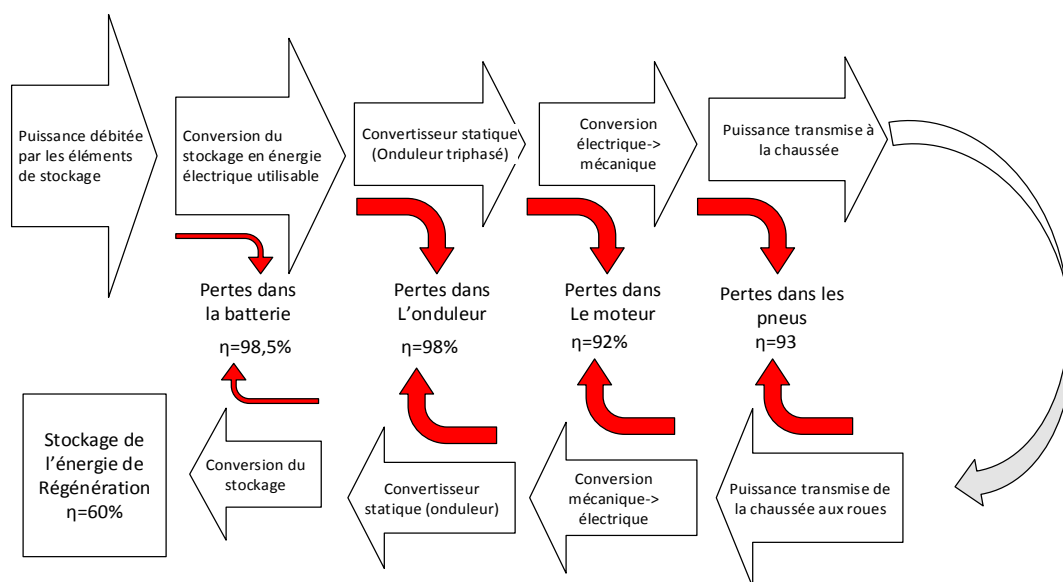 Puissance débitée
par les éléments
de stockage
Conversion du
stockage en énergie
électrique utilisable
Convertisseur statique
(Onduleur triphasé)
Conversion
électrique->
mécanique
Puissance transmise à
la chaussée
Pertes dans
la batterie
η=98,5%
Pertes dans
L'onduleur
η=98%
Pertes dans
Le moteur
η=92%
Pertes dans les
pneus
η=93
Stockage de
l'énergie de
Régénération
η=60%
Conversion du
stockage
Convertisseur
statique (onduleur)
Conversion
mécanique->
électrique
Puissance transmise de
la chaussée aux roues